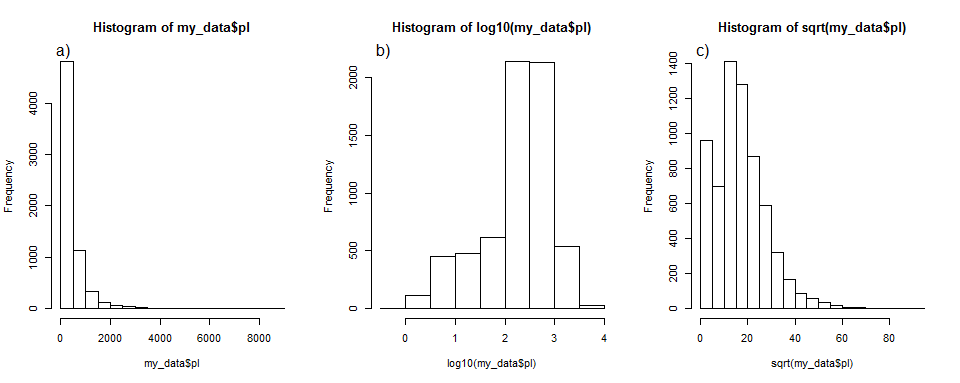 Histogram of my_data$pl
a)
Frequency
0
1000
2000
3000
4000
0
2000
4000
6000
8000
my_data$pl
Histogram of log10(my_data$pl)
b)
Frequency
0
500
1000
1500
2000
0
1
2
3
4
log10(my_data$pl)
Histogram of sqrt(my_data$pl)
c)
Frequency
0
200
400
600
800
1000
1200
1400
0
20
40
60
80
sqrt(my_data$pl)